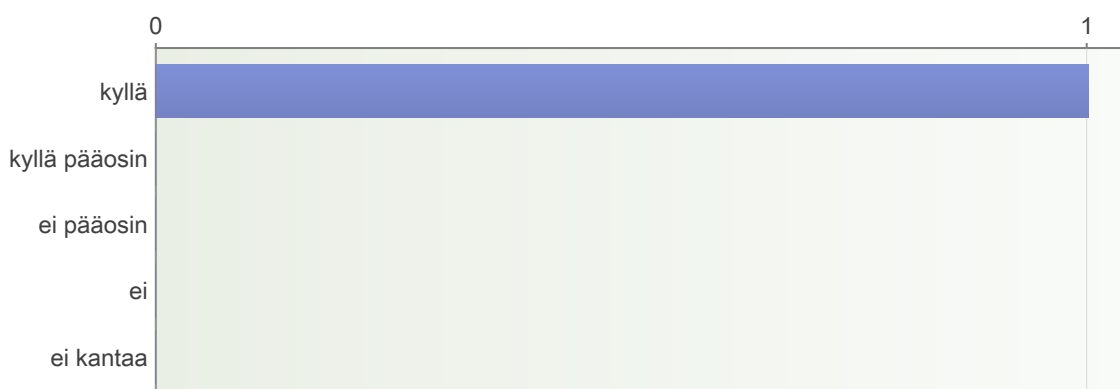 0 1
kyllä
kyllä pääosin
ei pääosin
ei
ei kantaa